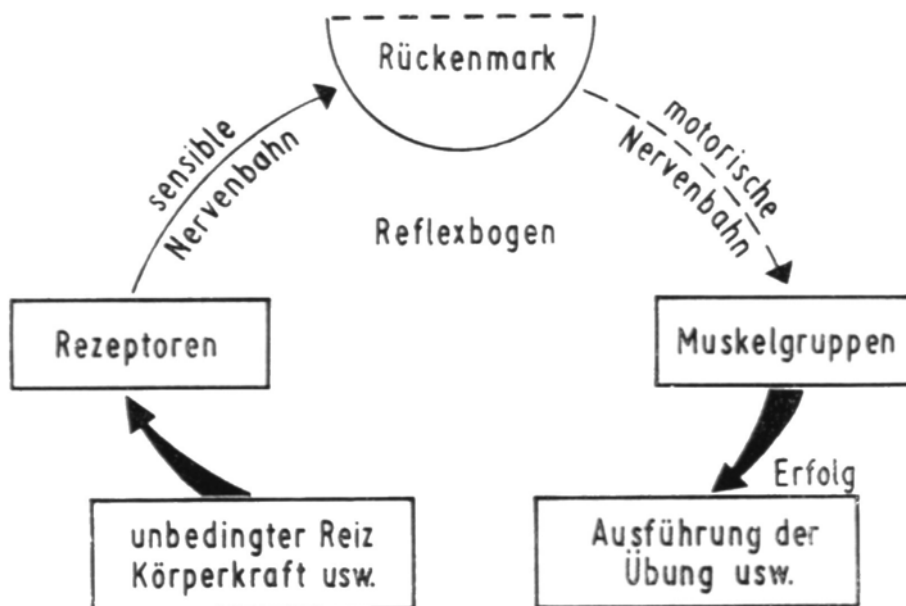 Rückenmark
sensible
Nervenbahn
motorische
Nervenbahn
Reflexbogen
Rezeptoren
Muskelgruppen
Erfolg
unbedingter Reiz
Körperkraft usw.
Ausführung der
Übung usw.